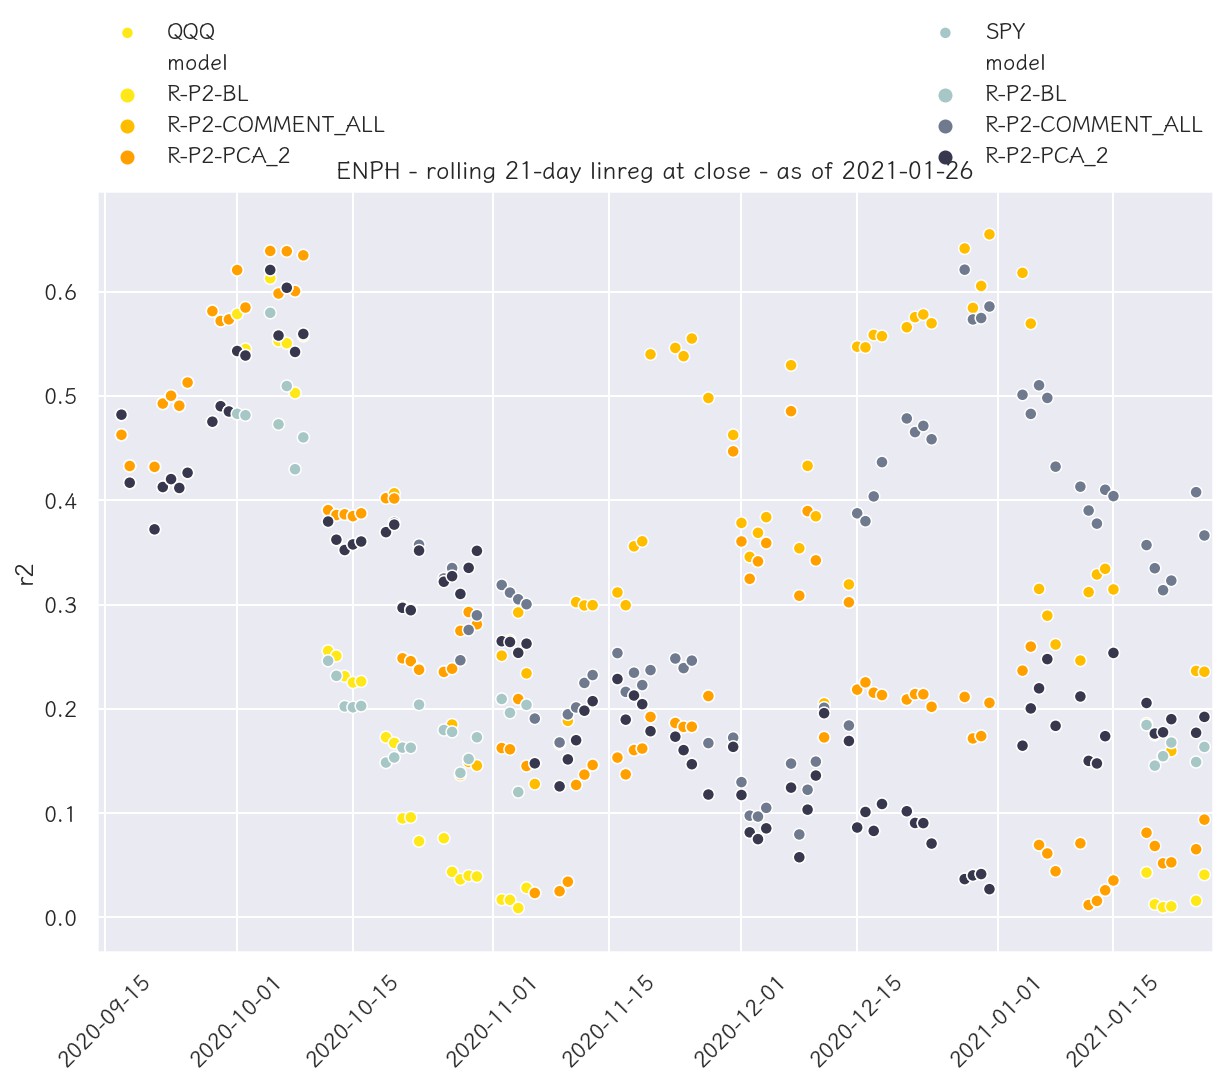 QQQ
model
R-P2-BL
R-P2-COMMENT_ALL
R-P2-PCA_2
SPY
model
R-P2-BL
R-P2-COMMENT_ALL
R-P2-PCA_2
ENPH - rolling 21-day linreg at close - as of 2021-01-26
r2
0.6
0.5
0.4
0.3
0.2
0.1
0.0
2020-09-15
2020-10-01
2020-10-15
2020-11-01
2020-11-15
2020-12-01
2020-12-15
2021-01-01
2021-01-15